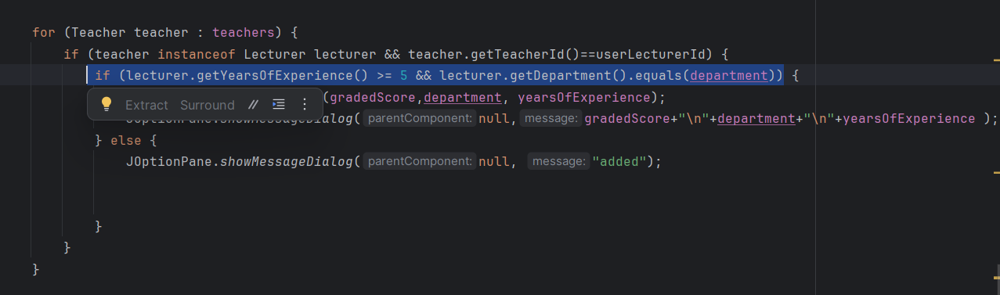 for (Teacher teacher : teachers) {
if (teacher instanceof Lecturer lecturer && teacher.getTeacherId()==userLecturerId) {
if (lecturer.getYearsOfExperience() >= 5 && lecturer.getDepartment().equals(department)) {
Extract Surround // (gradedScore,department, yearsOfExperience);
JOptionPane.showMessageDialog( parentComponent: null, message: gradedScore+"\n"+department+"\n"+yearsOfExperience );
} else {
JOptionPane.showMessageDialog( parentComponent: null, message: "added");
}
}
}